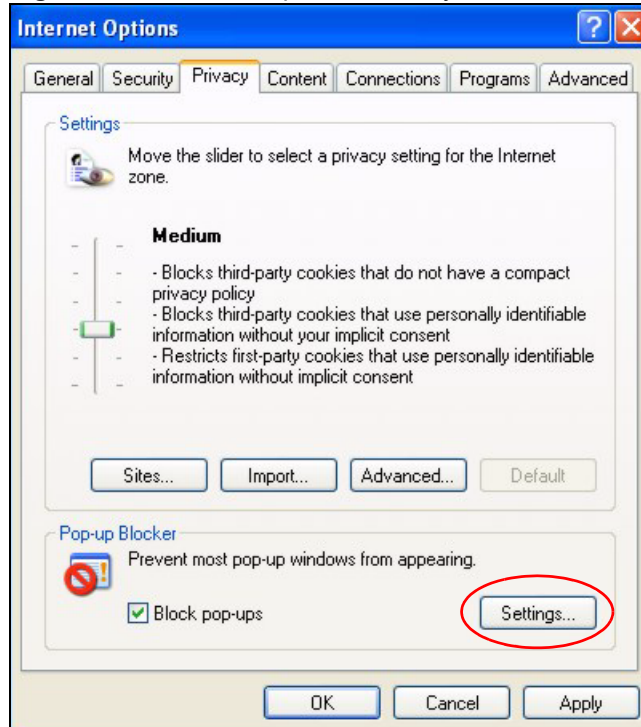 Internet Options
General Security Privacy Content Connections Programs Advanced
Settings
Move the slider to select a privacy setting for the Internet
zone.
Medium
- Blocks third-party cookies that do not have a compact
privacy policy
- Blocks third-party cookies that use personally identifiable
information without your implicit consent
- Restricts first-party cookies that use personally identifiable
information without implicit consent
Sites... Import... Advanced... Default
Pop-up Blocker
Prevent most pop-up windows from appearing.
Block pop-ups Settings...
OK Cancel Apply